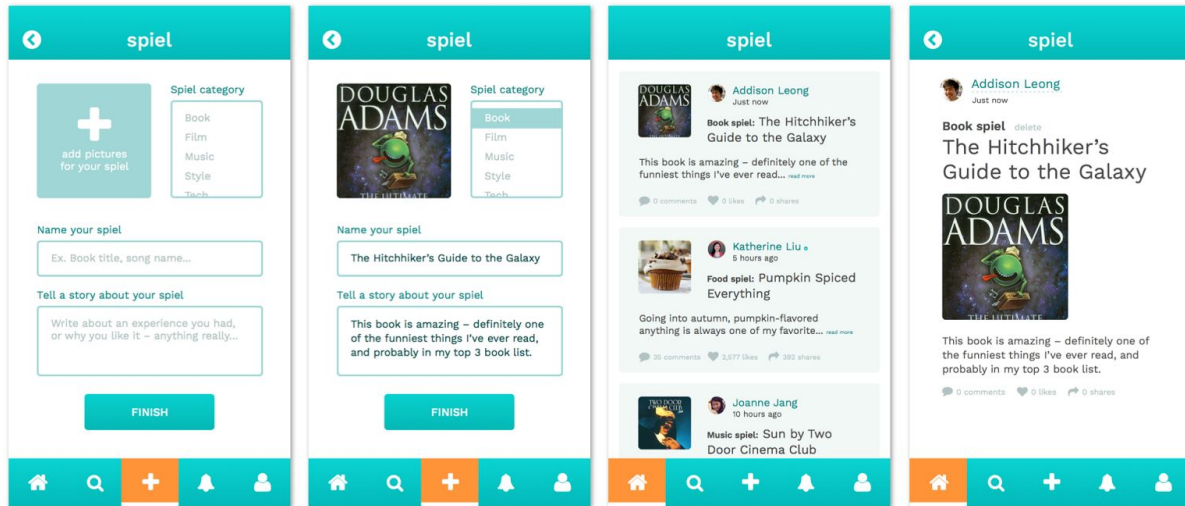 spiel
add pictures
for your spiel
Spiel category
Book
Film
Music
Style
Tech
Name your spiel
Ex. Book title, song name...
Tell a story about your spiel
Write about an experience you had,
or why you like it – anything really...
FINISH
spiel
DOUGLAS
ADAMS
THE ULTIMATE
Spiel category
Book
Film
Music
Style
Tech
Name your spiel
The Hitchhiker's Guide to the Galaxy
Tell a story about your spiel
This book is amazing – definitely one
of the funniest things I've ever read,
and probably in my top 3 book list.
FINISH
spiel
DOUGLAS
ADAMS
Addison Leong
Just now
Book spiel: The Hitchhiker's
Guide to the Galaxy
This book is amazing – definitely one of the
funniest things I've ever read... read more
0 comments 0 likes 0 shares
Katherine Liu
5 hours ago
Food spiel: Pumpkin Spiced
Everything
Going into autumn, pumpkin-flavored
anything is always one of my favorite... read more
35 comments 2,577 likes 392 shares
TWO DOOR
CINEMA CLUB
Joanne Jang
10 hours ago
Music spiel: Sun by Two
Door Cinema Club
spiel
Addison Leong
Just now
Book spiel delete
The Hitchhiker's
Guide to the Galaxy
DOUGLAS
ADAMS
THE ULTIMATE
This book is amazing – definitely one of
the funniest things I've ever read, and
probably in my top 3 book list.
0 comments 0 likes 0 shares